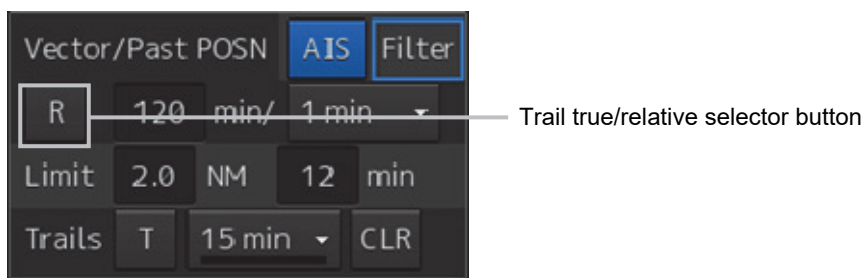 Vector/Past POSN AIS Filter
R 120 min/ 1 min Trail true/relative selector button
Limit 2.0 NM 12 min
Trails T 15 min CLR